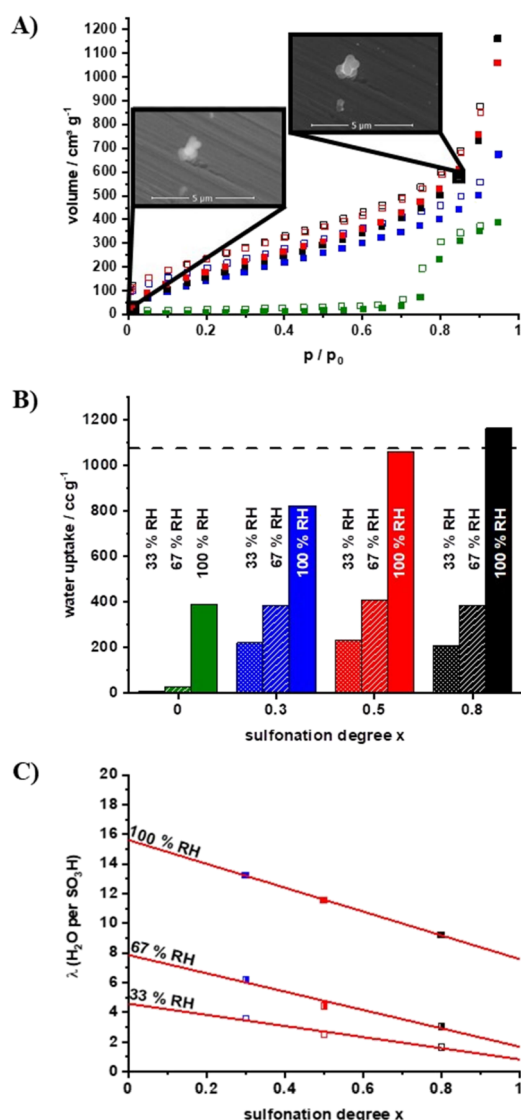 A)
1200
1100
1000
900
800
700
600
500
400
300
200
100
0
volume / cm³ g⁻¹
5 µm
5 µm
0.0 0.2 0.4 0.6 0.8 1.0
p / p₀
B)
1200
1000
800
600
400
200
0
water uptake / cc g⁻¹
33 % RH
67 % RH
100 % RH
33 % RH
67 % RH
100 % RH
33 % RH
67 % RH
100 % RH
33 % RH
67 % RH
100 % RH
0 0.3 0.5 0.8
sulfonation degree x
C)
20
18
16
14
12
10
8
6
4
2
0
λ (H₂O per SO₃H)
100 % RH
67 % RH
33 % RH
0.0 0.2 0.4 0.6 0.8 1
sulfonation degree x